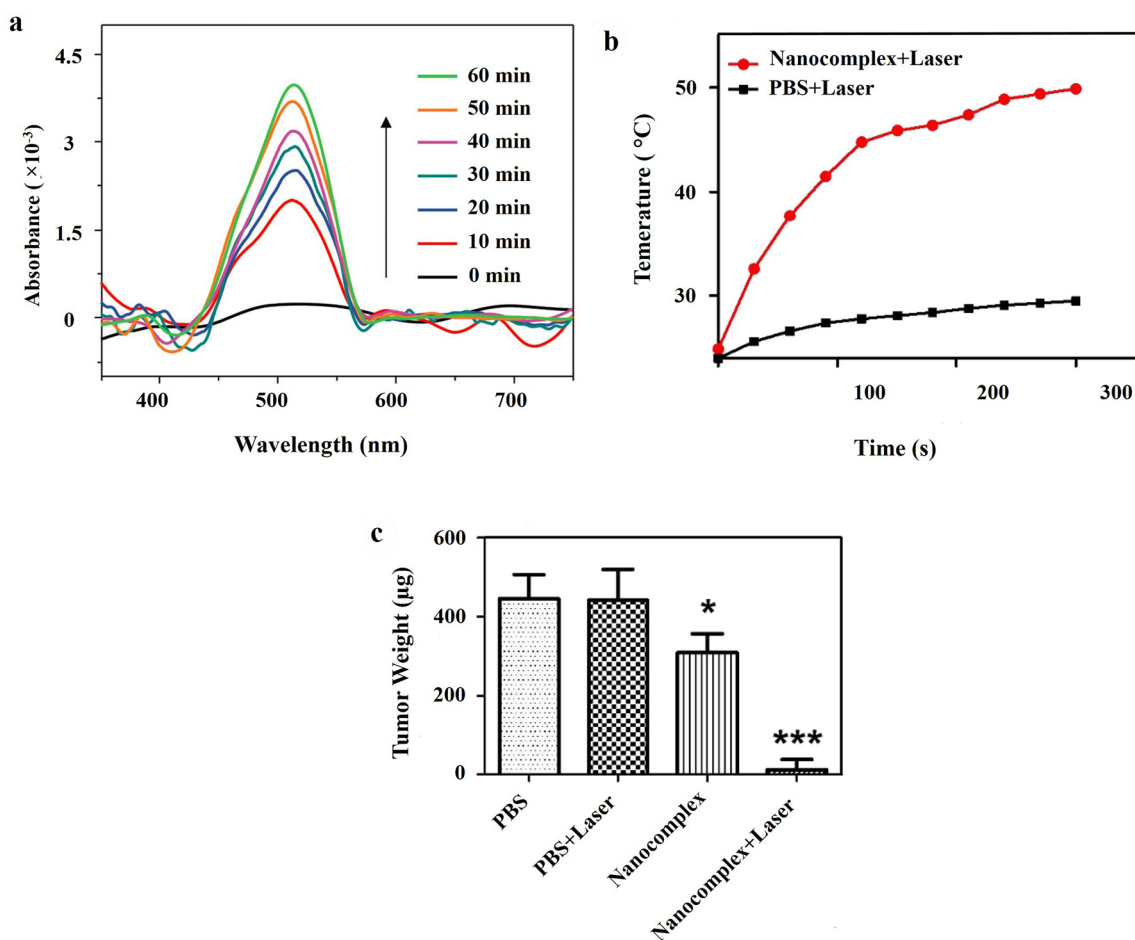 a
Absorbance ( ×10⁻³)
4.5
3
1.5
0
-1.5
400
500
600
700
Wavelength (nm)
60 min
50 min
40 min
30 min
20 min
10 min
0 min
b
Temerature ( °C)
50
40
30
Nanocomplex+Laser
PBS+Laser
100
200
300
Time (s)
c
Tumor Weight (μg)
600
400
200
0
*
***
PBS
PBS+Laser
Nanocomplex
Nanocomplex+Laser